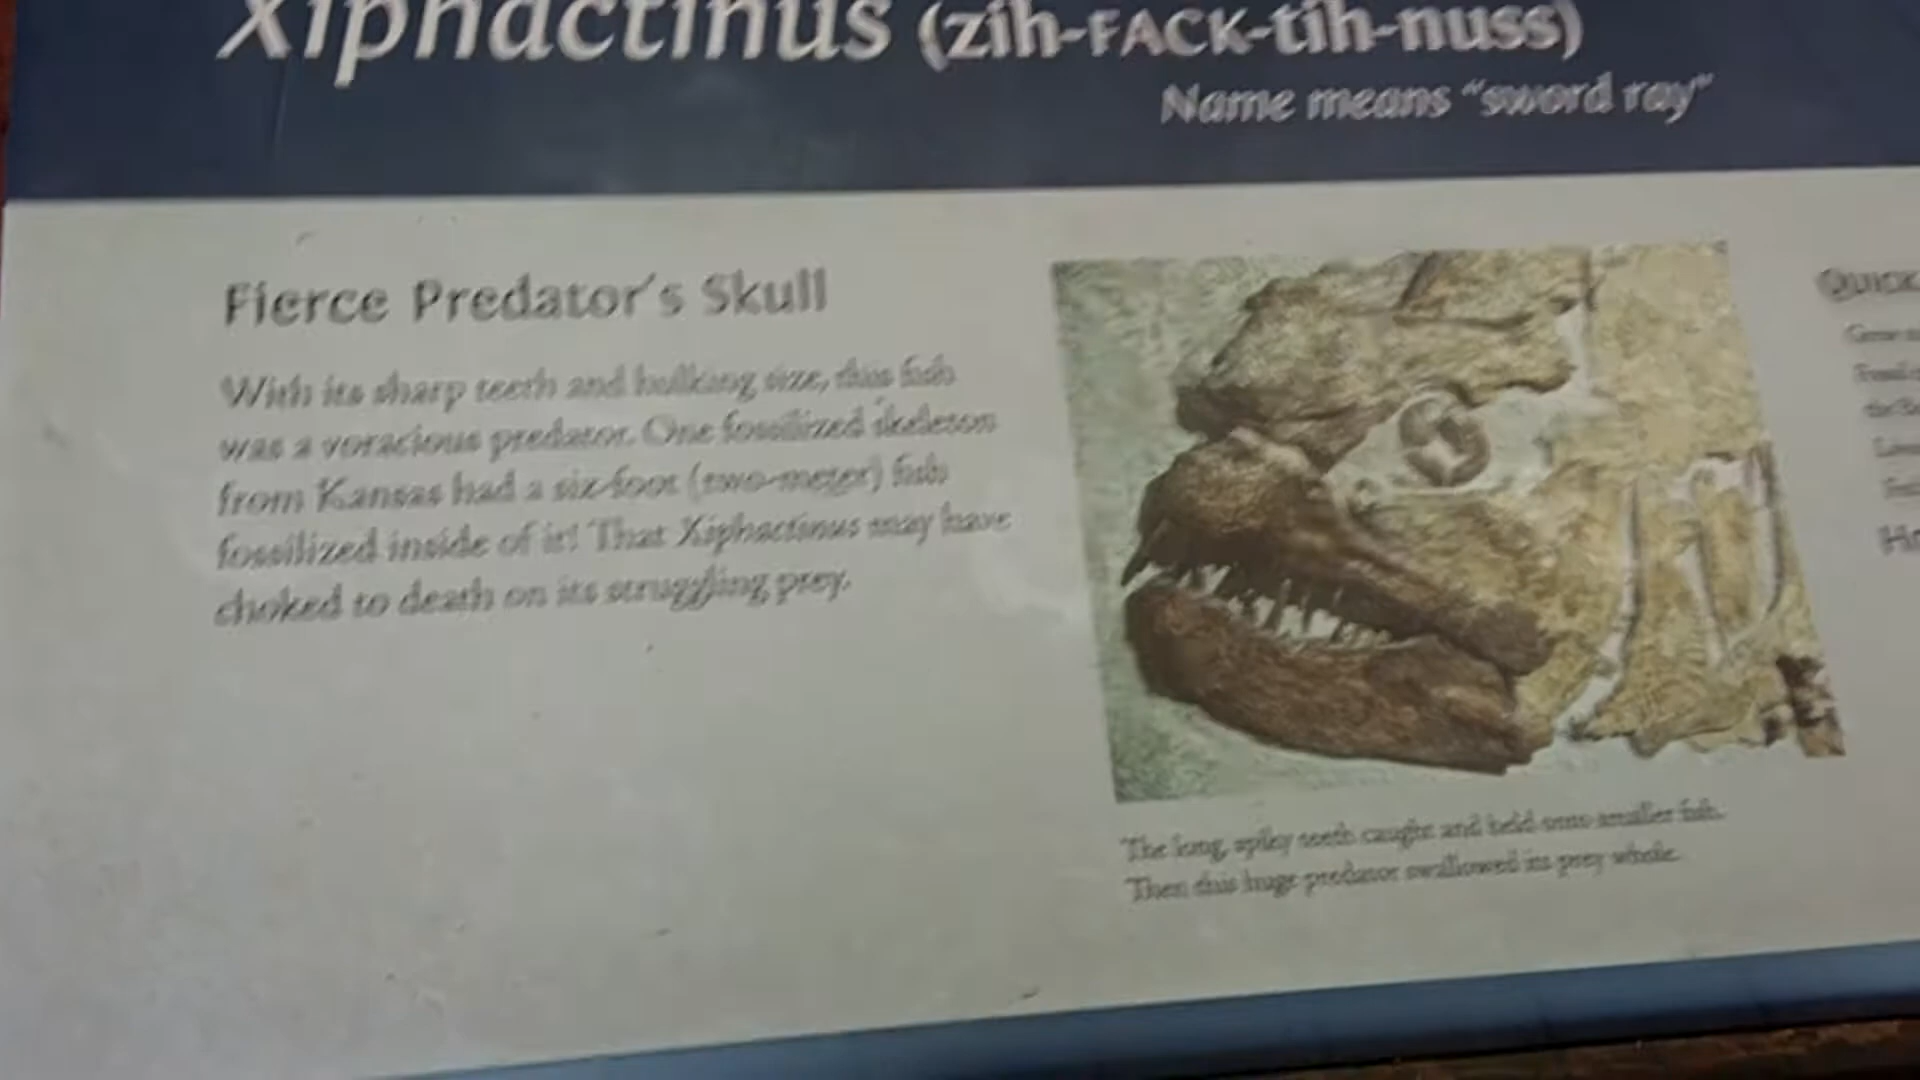 Xiphactinus (zih-FACK-tih-nuss)
Name means “sword ray”
Fierce Predator's Skull
With its sharp teeth and hulking size, this fish
was a voracious predator. One fossilized skeleton
from Kansas had a six-foot (two-meter) fish
fossilized inside of it! That Xiphactinus may have
choked to death on its struggling prey.
The long, spiky teeth caught and held onto smaller fish.
Then this huge predator swallowed its prey whole.
QUICK